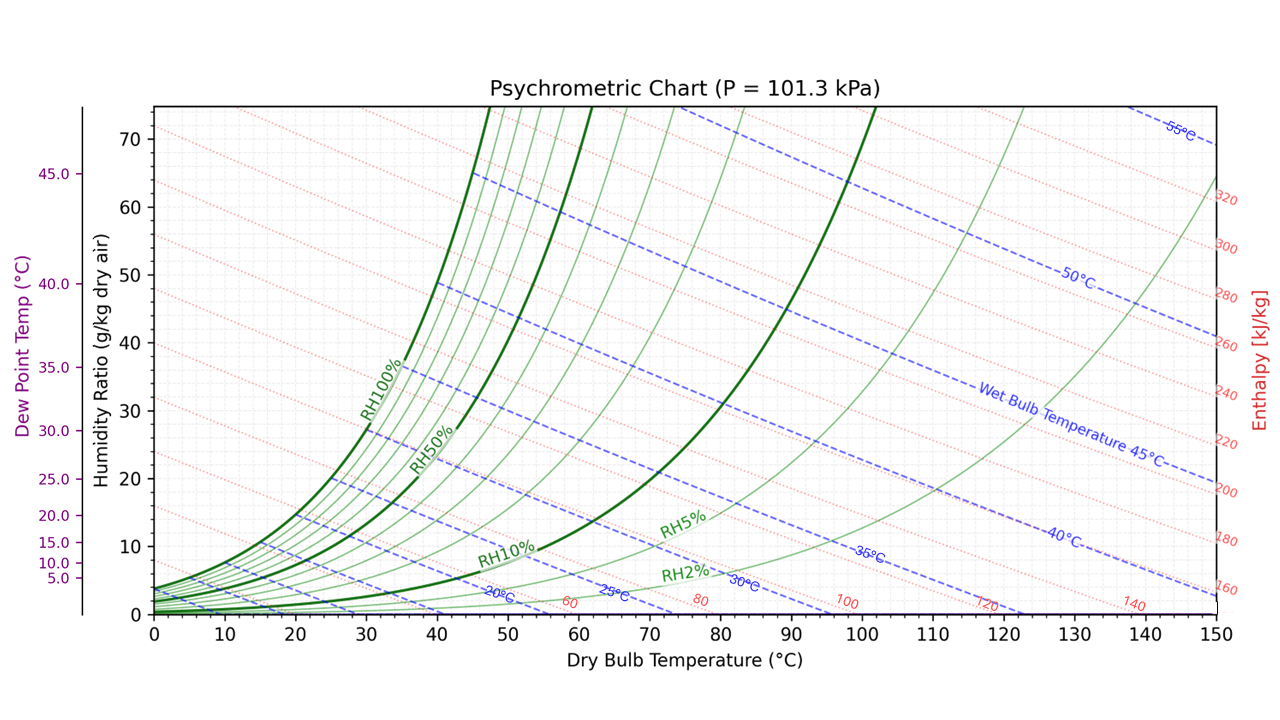 Psychrometric Chart (P = 101.3 kPa)
Dew Point Temp (°C)
45.0
40.0
35.0
30.0
25.0
20.0
15.0
10.0
5.0
Humidity Ratio (g/kg dry air)
70
60
50
40
30
20
10
0
RH100%
RH50%
RH10%
RH5%
RH2%
55°C
50°C
Wet Bulb Temperature 45°C
40°C
35°C
30°C
25°C
20°C
60
80
100
120
140
160
180
200
220
240
260
280
300
320
Enthalpy [kJ/kg]
0 10 20 30 40 50 60 70 80 90 100 110 120 130 140 150
Dry Bulb Temperature (°C)